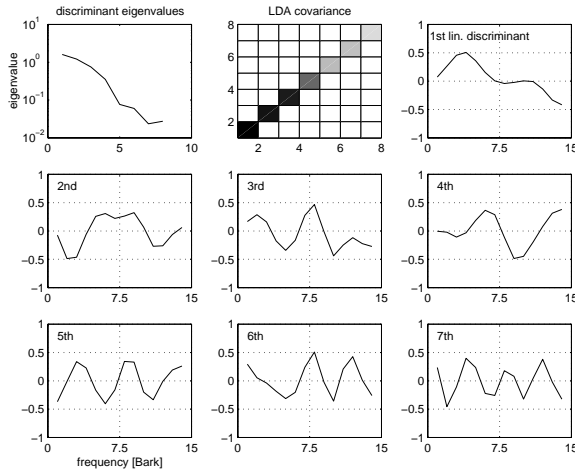 discriminant eigenvalues
LDA covariance
10^1
10^0
10^-1
10^-2
eigenvalue
0 5 10
8
6
4
2
2 4 6 8
1st lin. discriminant
1
0.5
0
−0.5
−1
0 7.5 15
2nd
1
0.5
0
−0.5
−1
0 7.5 15
3rd
1
0.5
0
−0.5
−1
0 7.5 15
4th
1
0.5
0
−0.5
−1
0 7.5 15
5th
1
0.5
0
−0.5
−1
0 7.5 15
frequency [Bark]
6th
1
0.5
0
−0.5
−1
0 7.5 15
7th
1
0.5
0
−0.5
−1
0 7.5 15